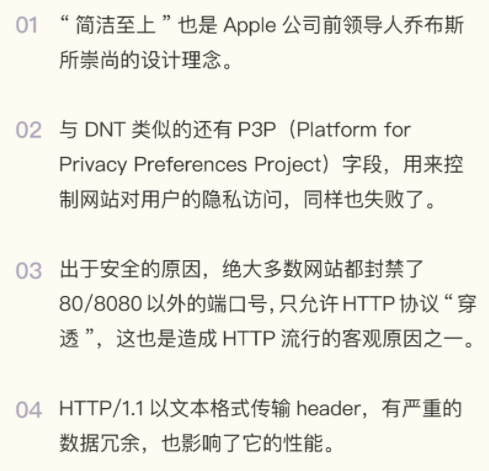 01 “简洁至上”也是 Apple 公司前领导人乔布斯
所崇尚的设计理念。
02 与 DNT 类似的还有 P3P（Platform for
Privacy Preferences Project）字段，用来控
制网站对用户的隐私访问，同样也失败了。
03 出于安全的原因，绝大多数网站都封禁了
80/8080 以外的端口号，只允许 HTTP 协议“穿
透”，这也是造成 HTTP 流行的客观原因之一。
04 HTTP/1.1 以文本格式传输 header，有严重的
数据冗余，也影响了它的性能。